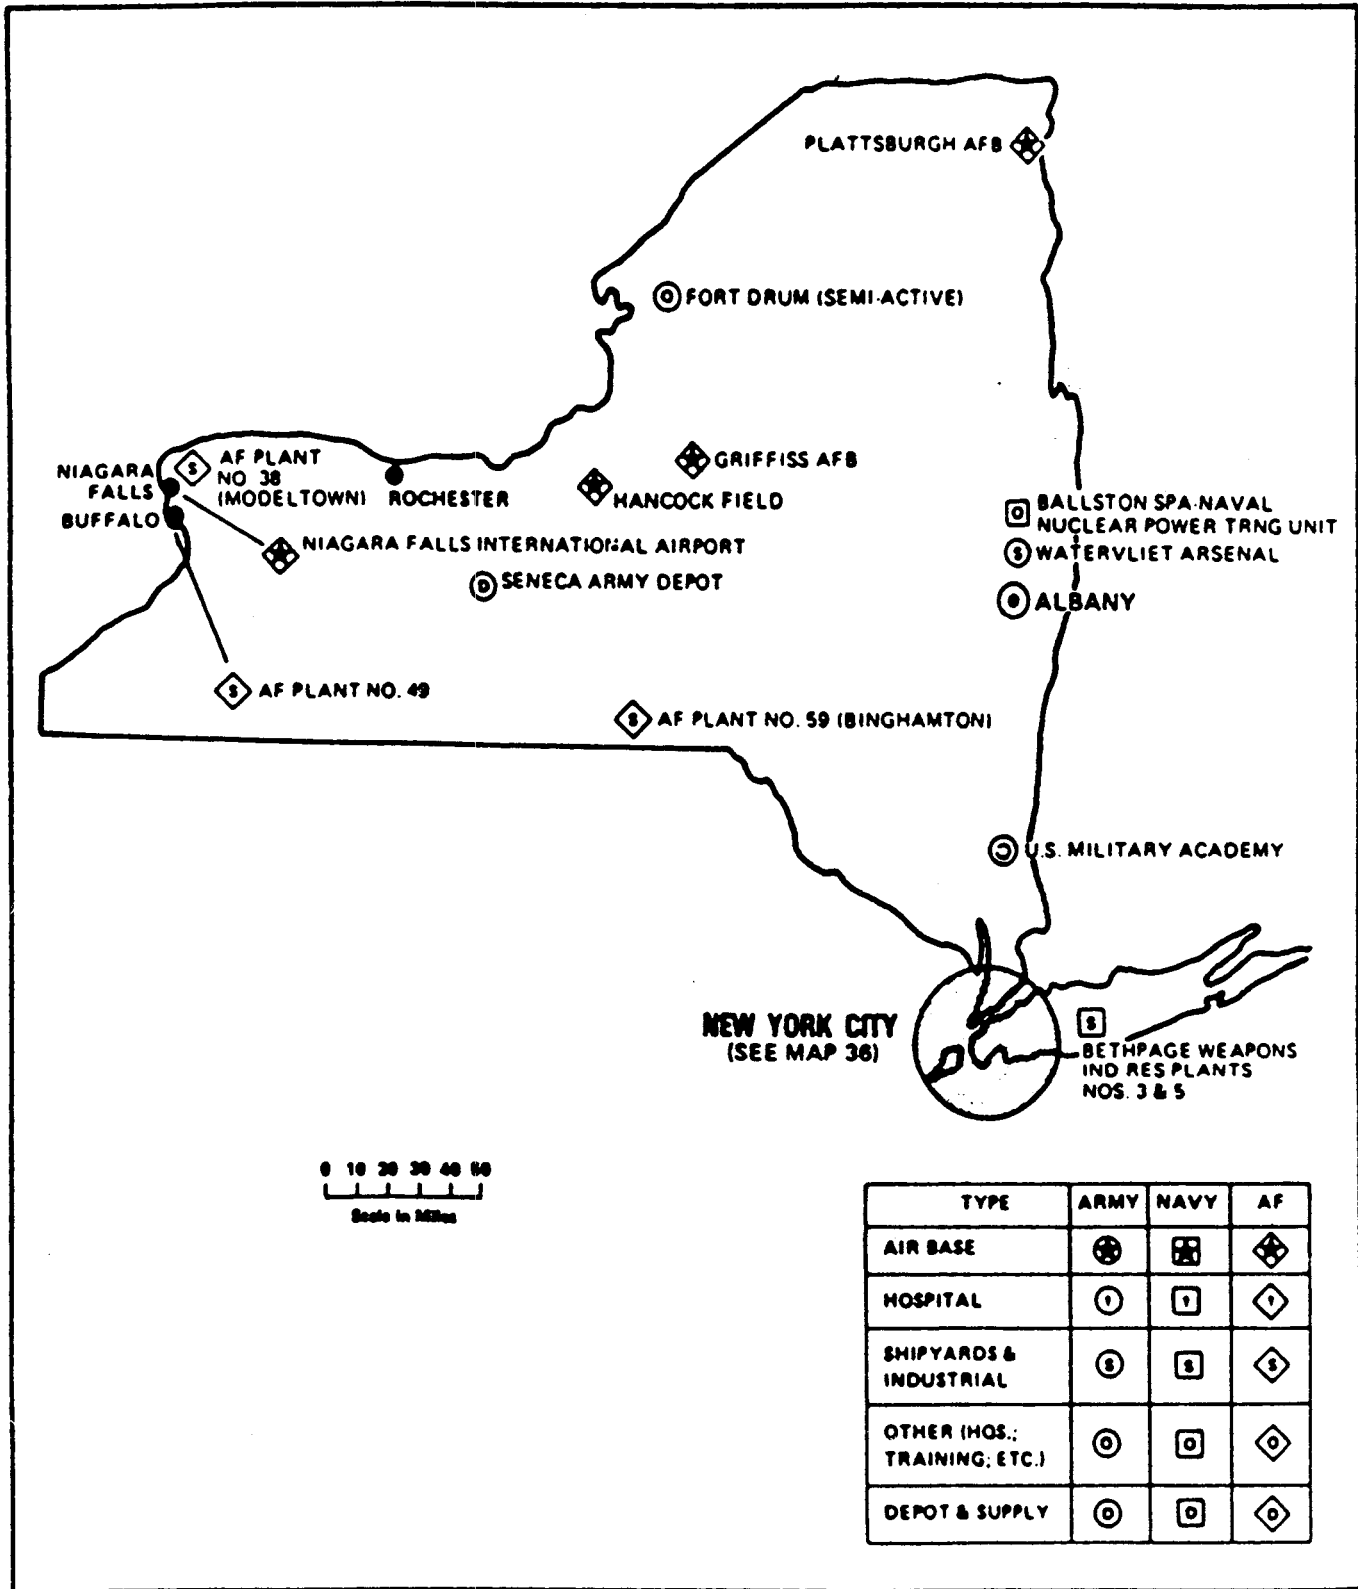 PLATTSBURGH AFB
FORT DRUM (SEMI-ACTIVE)
GRIFFISS AFB
HANCOCK FIELD
NIAGARA
FALLS
S
AF PLANT
NO 38
(MODELTOWN)
ROCHESTER
BUFFALO
NIAGARA FALLS INTERNATIONAL AIRPORT
D
SENECA ARMY DEPOT
O
BALLSTON SPA-NAVAL
NUCLEAR POWER TRNG UNIT
S
WATERVLIET ARSENAL
ALBANY
S
AF PLANT NO. 49
S
AF PLANT NO. 59 (BINGHAMTON)
U.S. MILITARY ACADEMY
NEW YORK CITY
(SEE MAP 36)
S
BETHPAGE WEAPONS
IND RES PLANTS
NOS. 3 & 5
0 10 20 30 40 50
Scale in Miles
TYPE ARMY NAVY AF
AIR BASE
HOSPITAL
SHIPYARDS &
INDUSTRIAL
S S S
OTHER (HOS.;
TRAINING; ETC.)
O O O
DEPOT & SUPPLY D D D